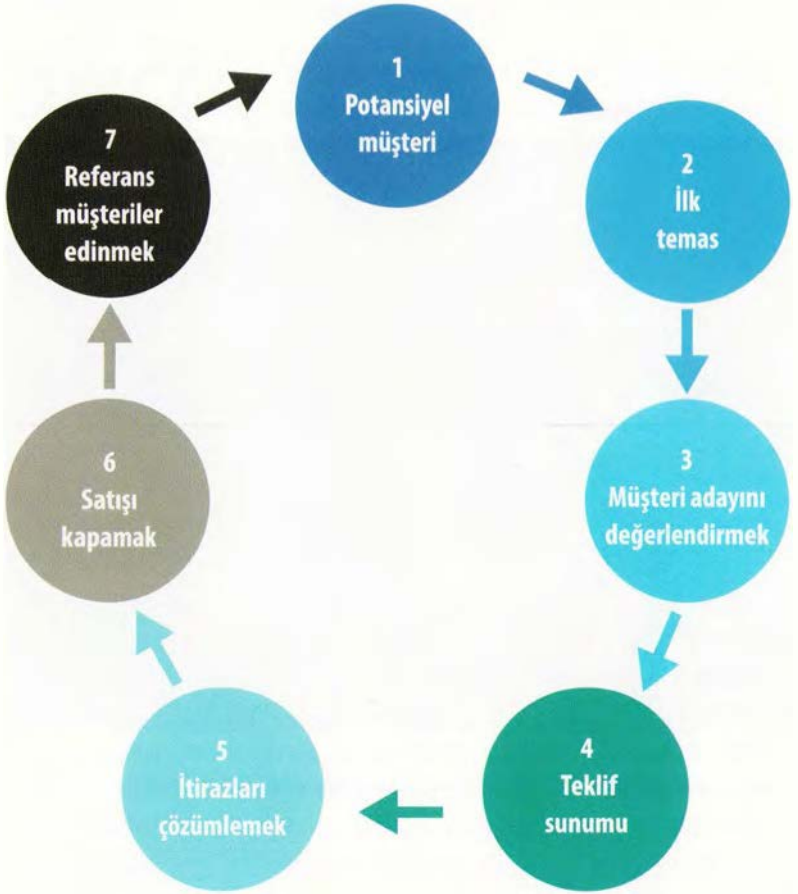 1
Potansiyel
müşteri
2
İlk
temas
3
Müşteri adayını
değerlendirmek
4
Teklif
sunumu
5
İtirazları
çözümlemek
6
Satışı
kapamak
7
Referans
müşteriler
edinmek